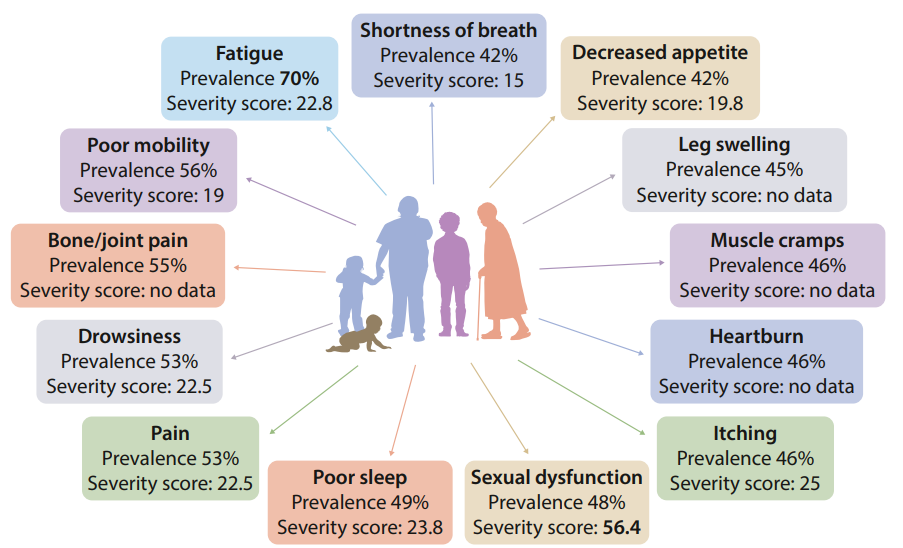 Shortness of breath
Prevalence 42%
Severity score: 15
Decreased appetite
Prevalence 42%
Severity score: 19.8
Leg swelling
Prevalence 45%
Severity score: no data
Muscle cramps
Prevalence 46%
Severity score: no data
Heartburn
Prevalence 46%
Severity score: no data
Itching
Prevalence 46%
Severity score: 25
Sexual dysfunction
Prevalence 48%
Severity score: 56.4
Poor sleep
Prevalence 49%
Severity score: 23.8
Pain
Prevalence 53%
Severity score: 22.5
Drowsiness
Prevalence 53%
Severity score: 22.5
Bone/joint pain
Prevalence 55%
Severity score: no data
Poor mobility
Prevalence 56%
Severity score: 19
Fatigue
Prevalence 70%
Severity score: 22.8